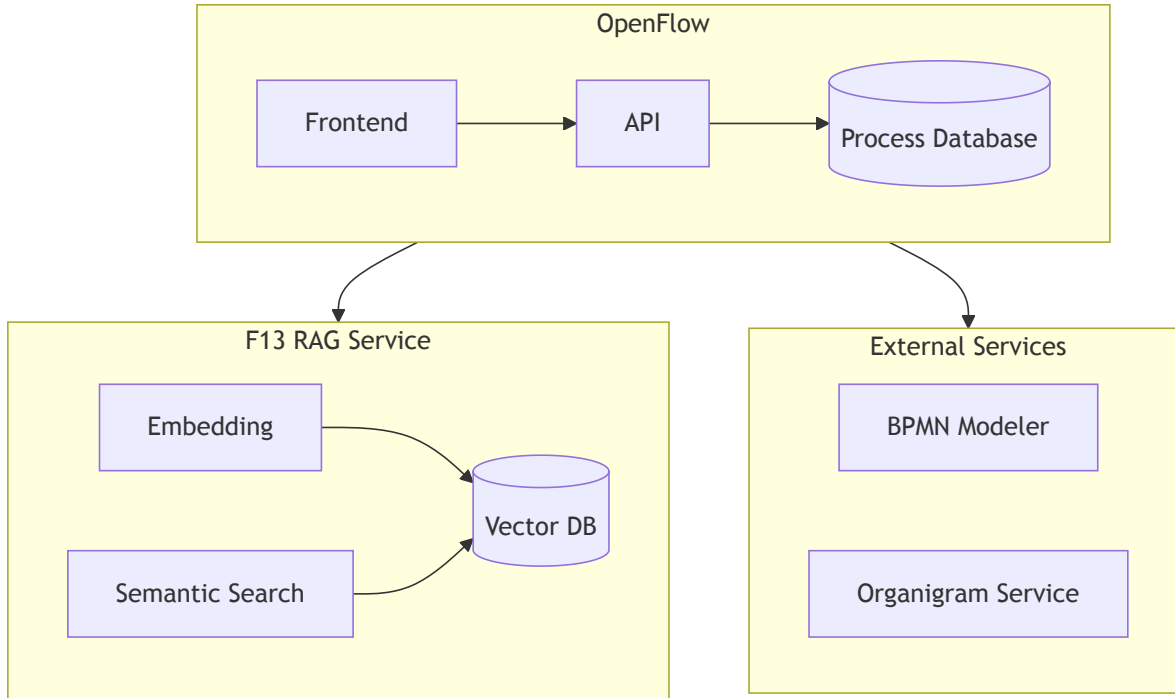 OpenFlow
Frontend
API
Process Database
F13 RAG Service
Embedding
Vector DB
Semantic Search
External Services
BPMN Modeler
Organigram Service